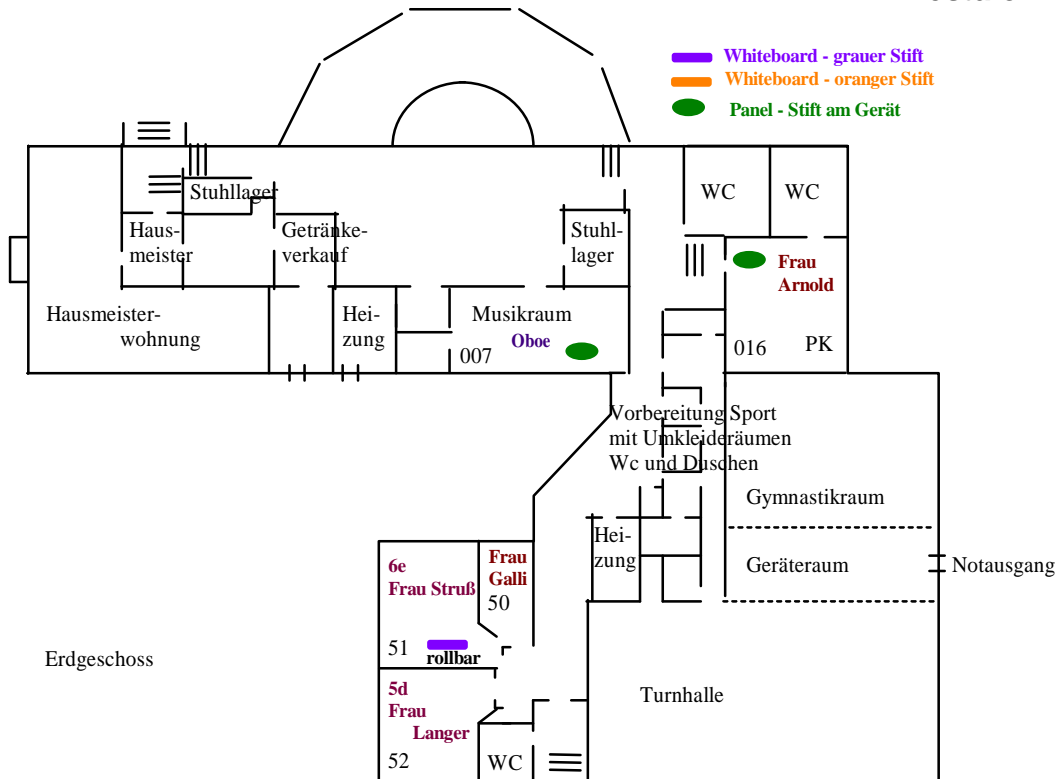 Whiteboard - grauer Stift
Whiteboard - oranger Stift
Panel - Stift am Gerät
WC
WC
Stuhllager
Haus-
meister
Getränke-
verkauf
Stuhl-
llager
Frau
Arnold
Hausmeister-
wohnung
Hei-
zung
Musikraum
Oboe
007
016
PK
Vorbereitung Sport
mit Umkleideräumen
Wc und Duschen
Gymnastikraum
Hei-
zung
Geräteraum
Notausgang
6e
Frau Struß
Frau
Galli
50
51
rollbar
Erdgeschoss
5d
Frau
Langer
52
WC
Turnhalle